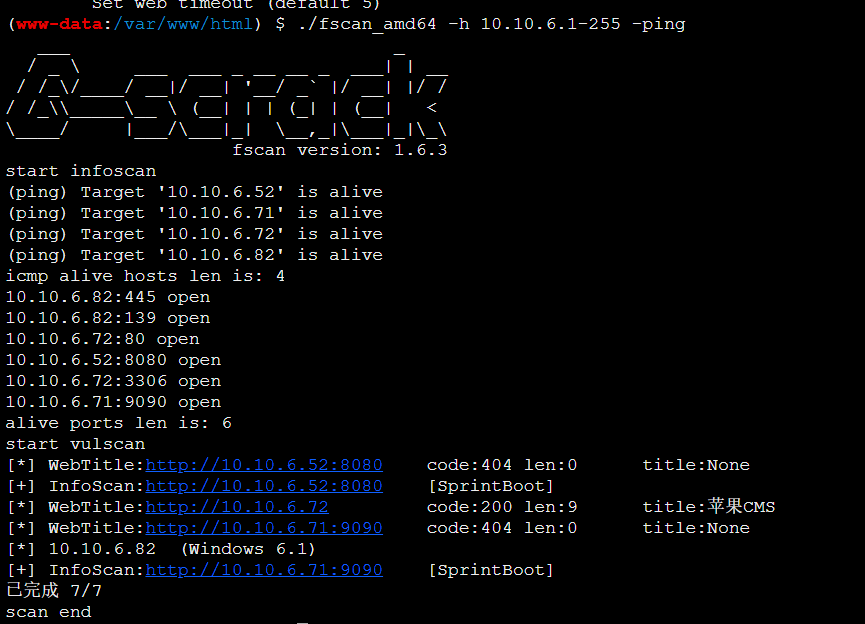 Set web timeout (default 5)
(www-data:/var/www/html) $ ./fscan_amd64 -h 10.10.6.1-255 -ping
fscan version: 1.6.3
start infoscan
(ping) Target '10.10.6.52' is alive
(ping) Target '10.10.6.71' is alive
(ping) Target '10.10.6.72' is alive
(ping) Target '10.10.6.82' is alive
icmp alive hosts len is: 4
10.10.6.82:445 open
10.10.6.82:139 open
10.10.6.72:80 open
10.10.6.52:8080 open
10.10.6.72:3306 open
10.10.6.71:9090 open
alive ports len is: 6
start vulscan
[*] WebTitle:http://10.10.6.52:8080 code:404 len:0 title:None
[+] InfoScan:http://10.10.6.52:8080 [SprintBoot]
[*] WebTitle:http://10.10.6.72 code:200 len:9 title:苹果CMS
[*] WebTitle:http://10.10.6.71:9090 code:404 len:0 title:None
[*] 10.10.6.82 (Windows 6.1)
[+] InfoScan:http://10.10.6.71:9090 [SprintBoot]
已完成 7/7
scan end